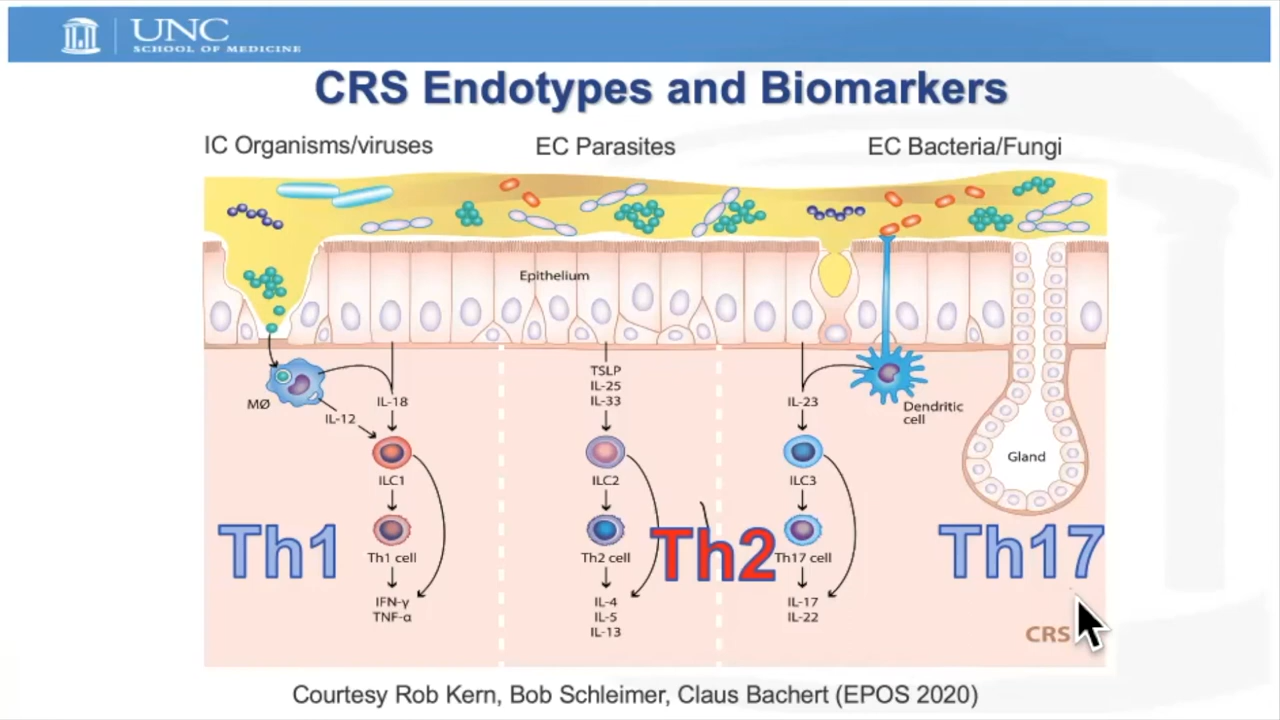 UNC
SCHOOL OF MEDICINE
CRS Endotypes and Biomarkers
IC Organisms/viruses
EC Parasites
EC Bacteria/Fungi
Epithelium
MØ
IL-12
IL-18
ILC1
Th1 cell
IFN-γ
TNF-α
Th1
TSLP
IL-25
IL-33
ILC2
Th2 cell
IL-4
IL-5
IL-13
Th2
IL-23
Dendritic
cell
ILC3
Th17 cell
IL-17
IL-22
Gland
Th17
CRS
Courtesy Rob Kern, Bob Schleimer, Claus Bachert (EPOS 2020)